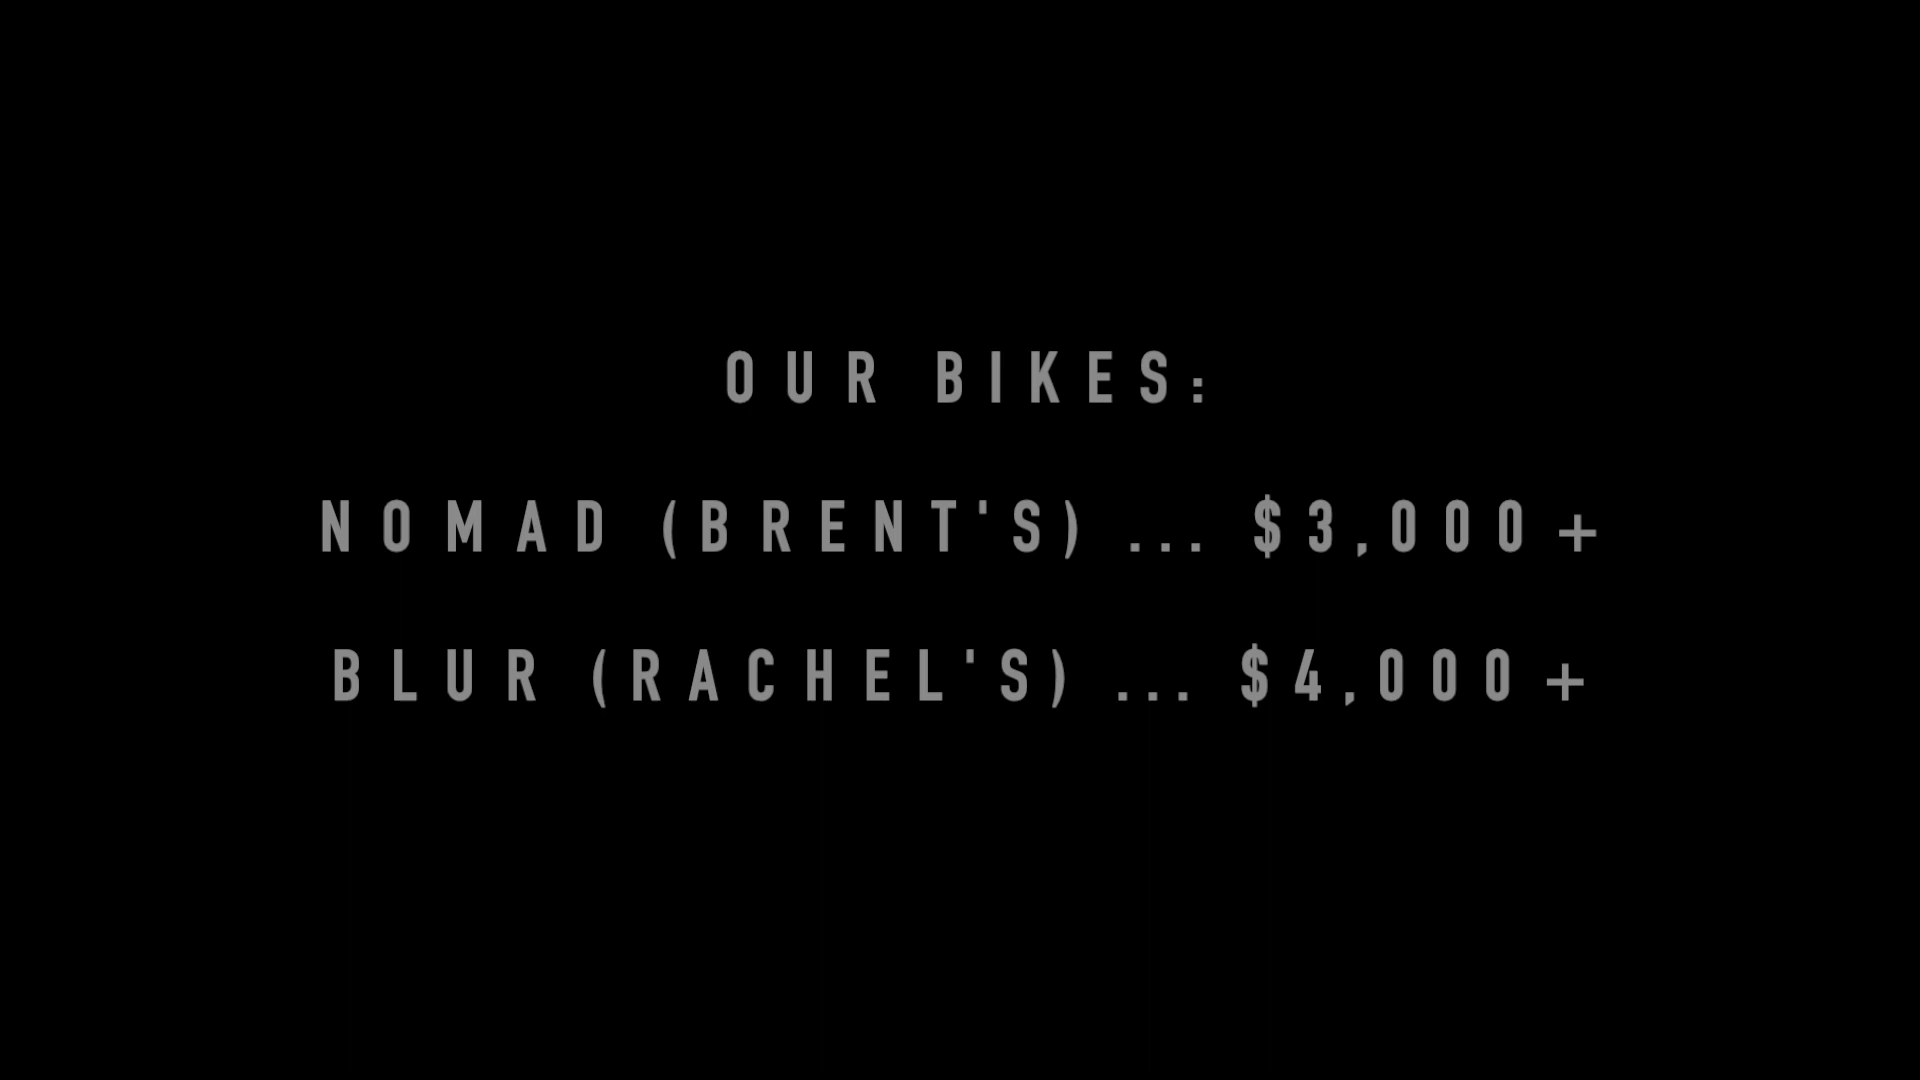 OUR BIKES:
NOMAD (BRENT'S) ... $3,000+
BLUR (RACHEL'S) ... $4,000+